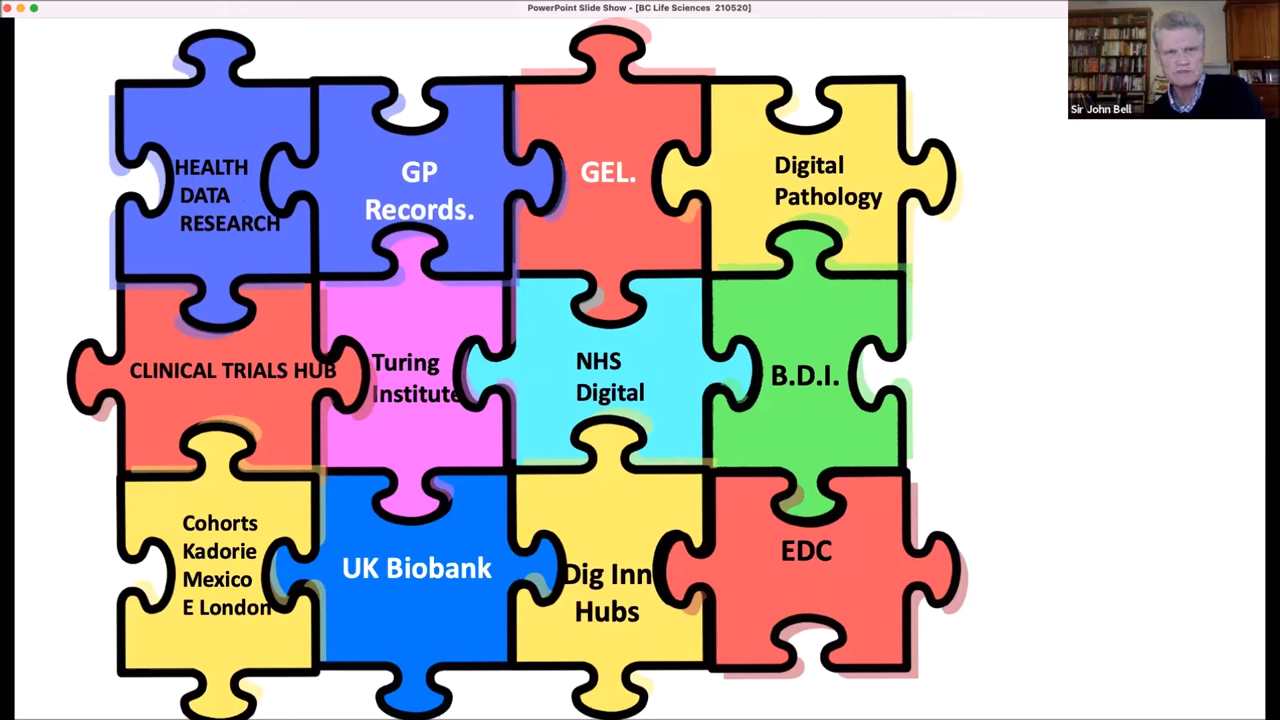 PowerPoint Slide Show - [BC Life Sciences 210520]
Sir John Bell
HEALTH
DATA
RESEARCH
GP
Records.
GEL.
Digital
Pathology
CLINICAL TRIALS HUB
Turing
Institute
NHS
Digital
B.D.I.
Cohorts
Kadorie
Mexico
E London
UK Biobank
Dig Inn
Hubs
EDC